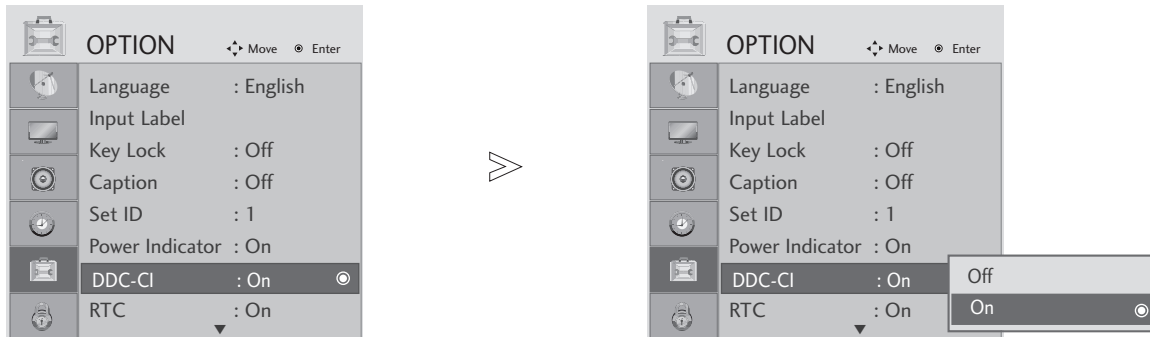 OPTION Move Enter
Language : English
Input Label
Key Lock : Off
Caption : Off
Set ID : 1
Power Indicator : On
DDC-CI : On
RTC : On
OPTION Move Enter
Language : English
Input Label
Key Lock : Off
Caption : Off
Set ID : 1
Power Indicator : On
DDC-CI : On
RTC : On
Off
On